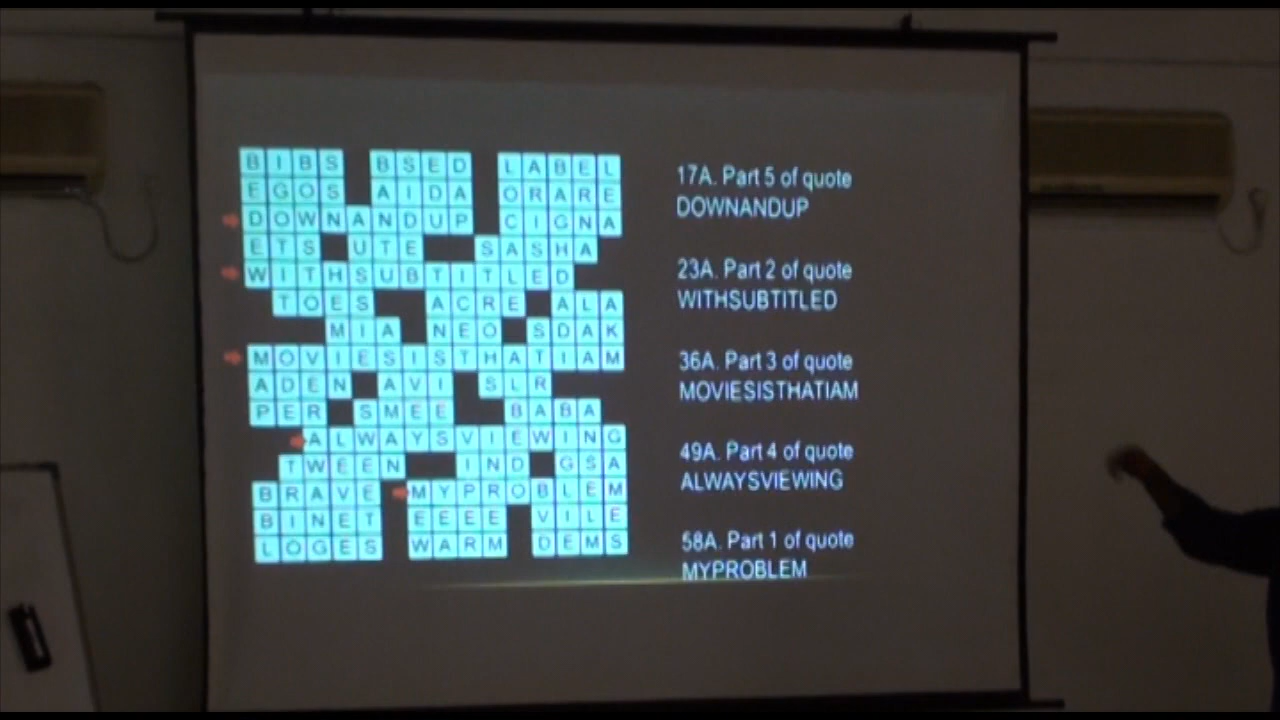 BIBS BSED LABEL
EGOS AIDA ORARE
DOWNANDUP CIGNA
ETS UTE SASHA
WITHSUBTITLED
TOES ACRE ALA
MIA NEO SDAK
MOVIESISTHATIAM
ADEN AVI SLR
PER SMEE BABA
ALWAYSVIEWING
TWEEN IND GSA
BRAVE MYPROBLEM
BINET EEEE VILE
LOGES WARM DEMS
17A. Part 5 of quote
DOWNANDUP
23A. Part 2 of quote
WITHSUBTITLED
36A. Part 3 of quote
MOVIESISTHATIAM
49A. Part 4 of quote
ALWAYSVIEWING
58A. Part 1 of quote
MYPROBLEM